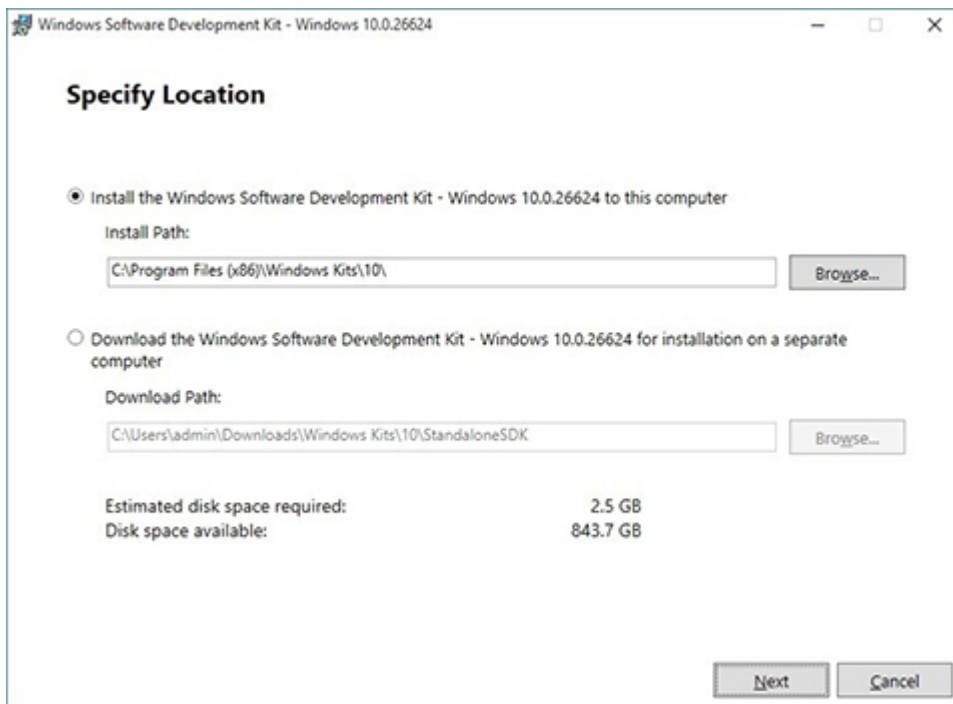 Windows Software Development Kit - Windows 10.0.26624
Specify Location
Install the Windows Software Development Kit - Windows 10.0.26624 to this computer
Install Path:
C:\Program Files (x86)\Windows Kits\10\
Browse...
Download the Windows Software Development Kit - Windows 10.0.26624 for installation on a separate
computer
Download Path:
C:\Users\admin\Downloads\Windows Kits\10\StandaloneSDK
Browse...
Estimated disk space required: 2.5 GB
Disk space available: 843.7 GB
Next Cancel